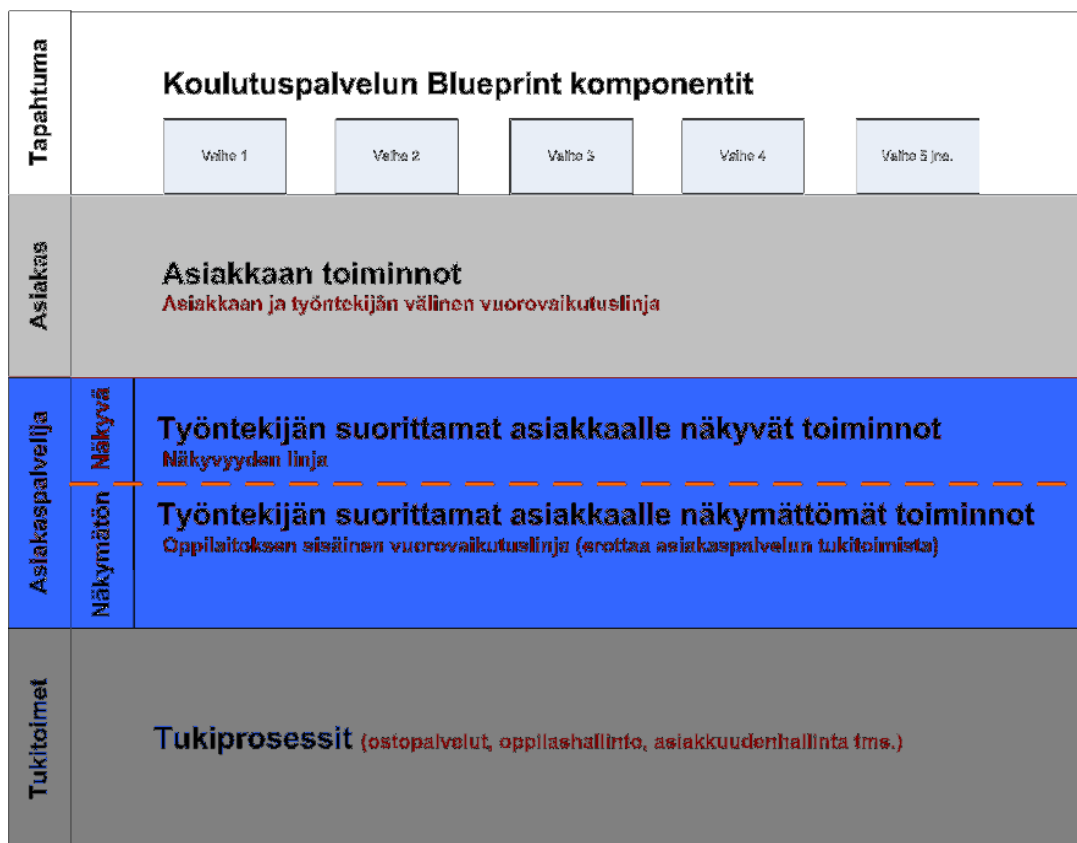 Tapahtuma
Koulutuspalvelun Blueprint komponentit
Vaihe 1
Vaihe 2
Vaihe 3
Vaihe 4
Vaihe 5 jne.
Asiakas
Asiakkaan toiminnot
Asiakkaan ja työntekijän välinen vuorovaikutuslinja
Asiakaspalvelija
Näkyvä
Työntekijän suorittamat asiakkaalle näkyvät toiminnot
Näkyvyyden linja
Näkymätön
Työntekijän suorittamat asiakkaalle näkymättömät toiminnot
Oppilaitoksen sisäinen vuorovaikutuslinja (erottaa asiakaspalvelun tukitoimista)
Tukitoimet
Tukiprosessit (ostopalvelut, oppilashallinto, asiakkuudenhallinta tms.)